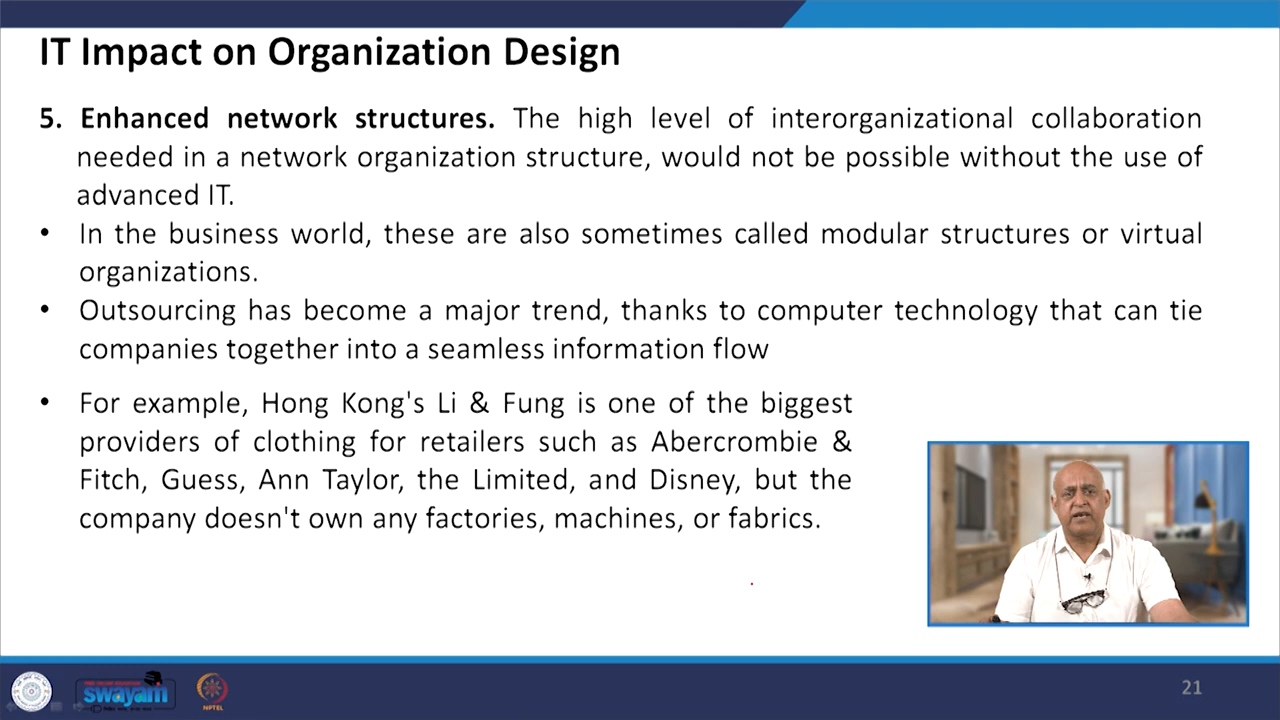 IT Impact on Organization Design
5. Enhanced network structures. The high level of interorganizational collaboration
needed in a network organization structure, would not be possible without the use of
advanced IT.
• In the business world, these are also sometimes called modular structures or virtual
organizations.
• Outsourcing has become a major trend, thanks to computer technology that can tie
companies together into a seamless information flow
• For example, Hong Kong's Li & Fung is one of the biggest
providers of clothing for retailers such as Abercrombie &
Fitch, Guess, Ann Taylor, the Limited, and Disney, but the
company doesn't own any factories, machines, or fabrics.
swayam
NPTEL
21